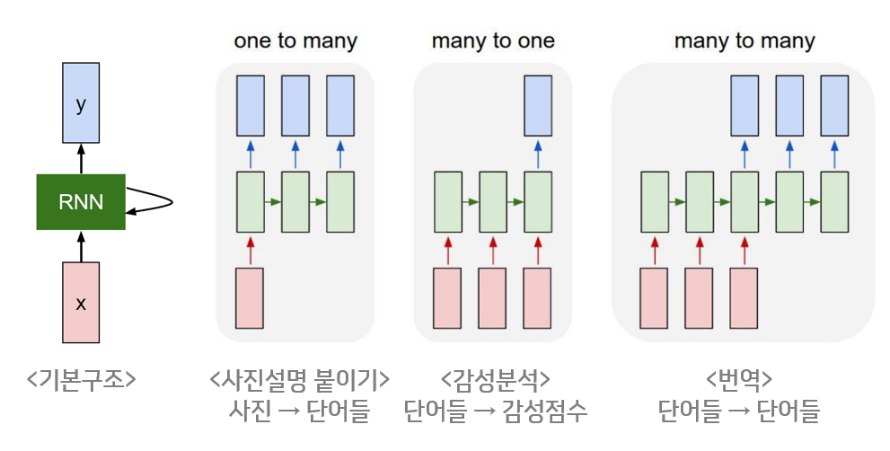 one to many
many to one
many to many
y
RNN
x
<기본구조>
<사진설명 붙이기>
사진 → 단어들
<감성분석>
단어들 → 감성점수
<번역>
단어들 → 단어들